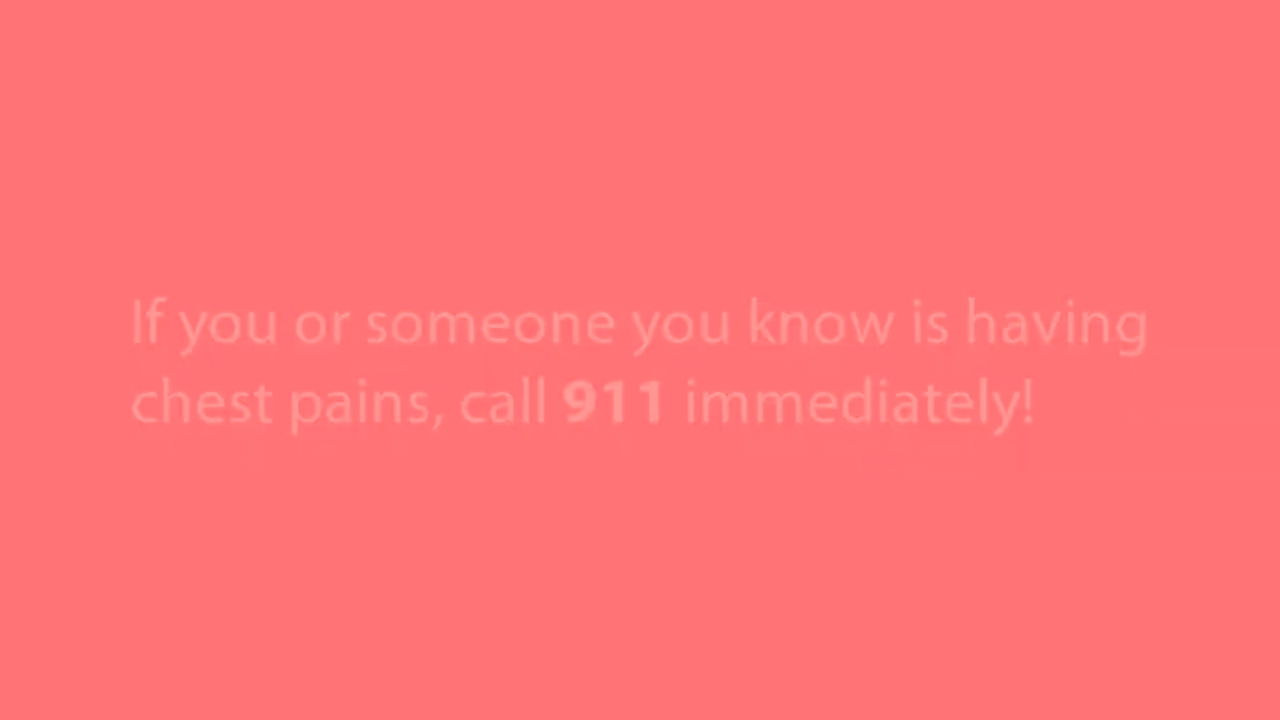 If you or someone you know is having
chest pains, call 911 immediately!